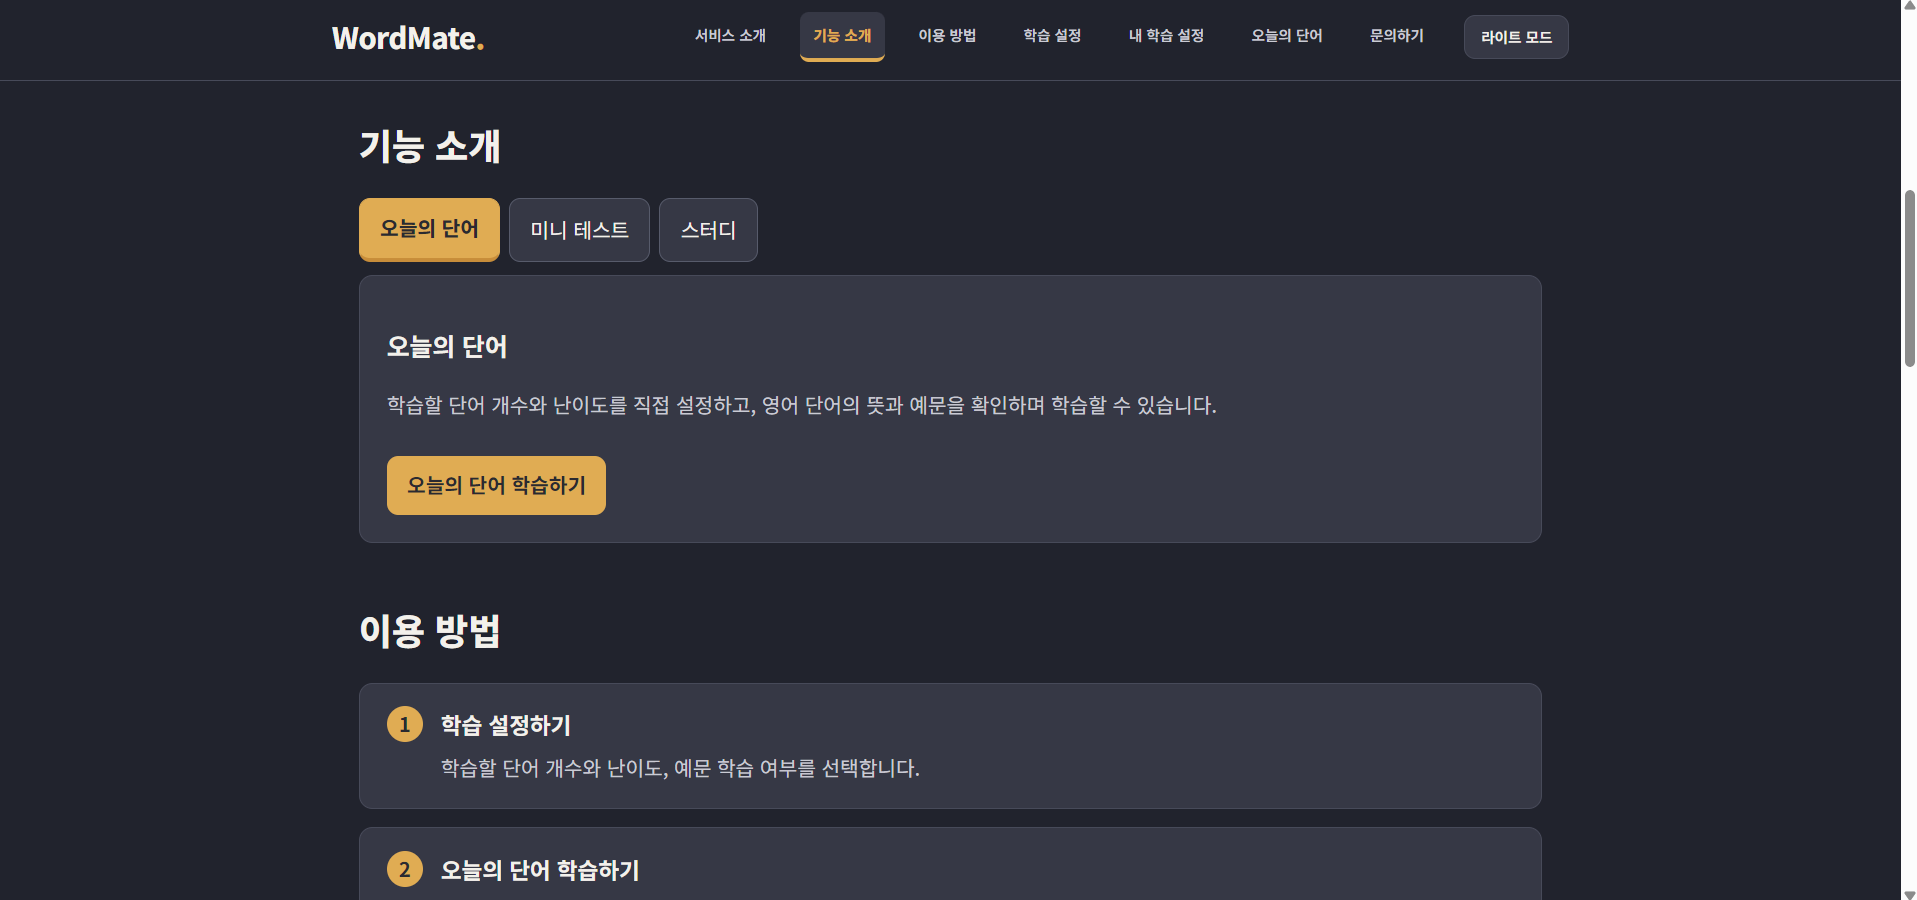 WordMate.
서비스 소개
기능 소개
이용 방법
학습 설정
내 학습 설정
오늘의 단어
문의하기
라이트 모드
기능 소개
오늘의 단어
미니 테스트
스터디
오늘의 단어
학습할 단어 개수와 난이도를 직접 설정하고, 영어 단어의 뜻과 예문을 확인하며 학습할 수 있습니다.
오늘의 단어 학습하기
이용 방법
1
학습 설정하기
학습할 단어 개수와 난이도, 예문 학습 여부를 선택합니다.
2
오늘의 단어 학습하기